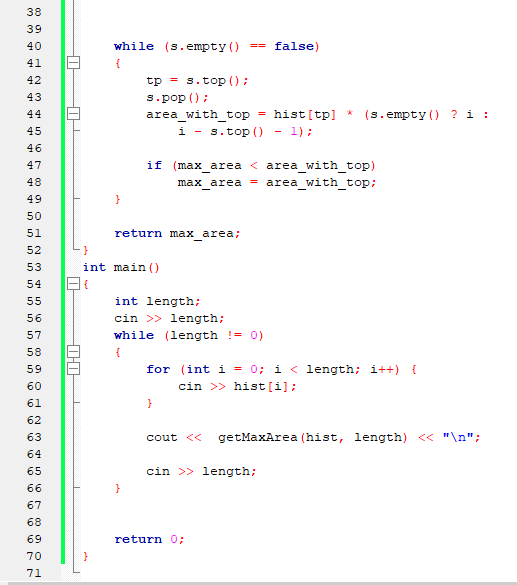 38
39
40 while (s.empty() == false)
41 {
42 tp = s.top();
43 s.pop();
44 area_with_top = hist[tp] * (s.empty() ? i :
45 i - s.top() - 1);
46
47 if (max_area < area_with_top)
48 max_area = area_with_top;
49 }
50
51 return max_area;
52 }
53 int main()
54 {
55 int length;
56 cin >> length;
57 while (length != 0)
58 {
59 for (int i = 0; i < length; i++) {
60 cin >> hist[i];
61 }
62
63 cout <<  getMaxArea(hist, length) << "\n";
64
65 cin >> length;
66 }
67
68
69 return 0;
70 }
71